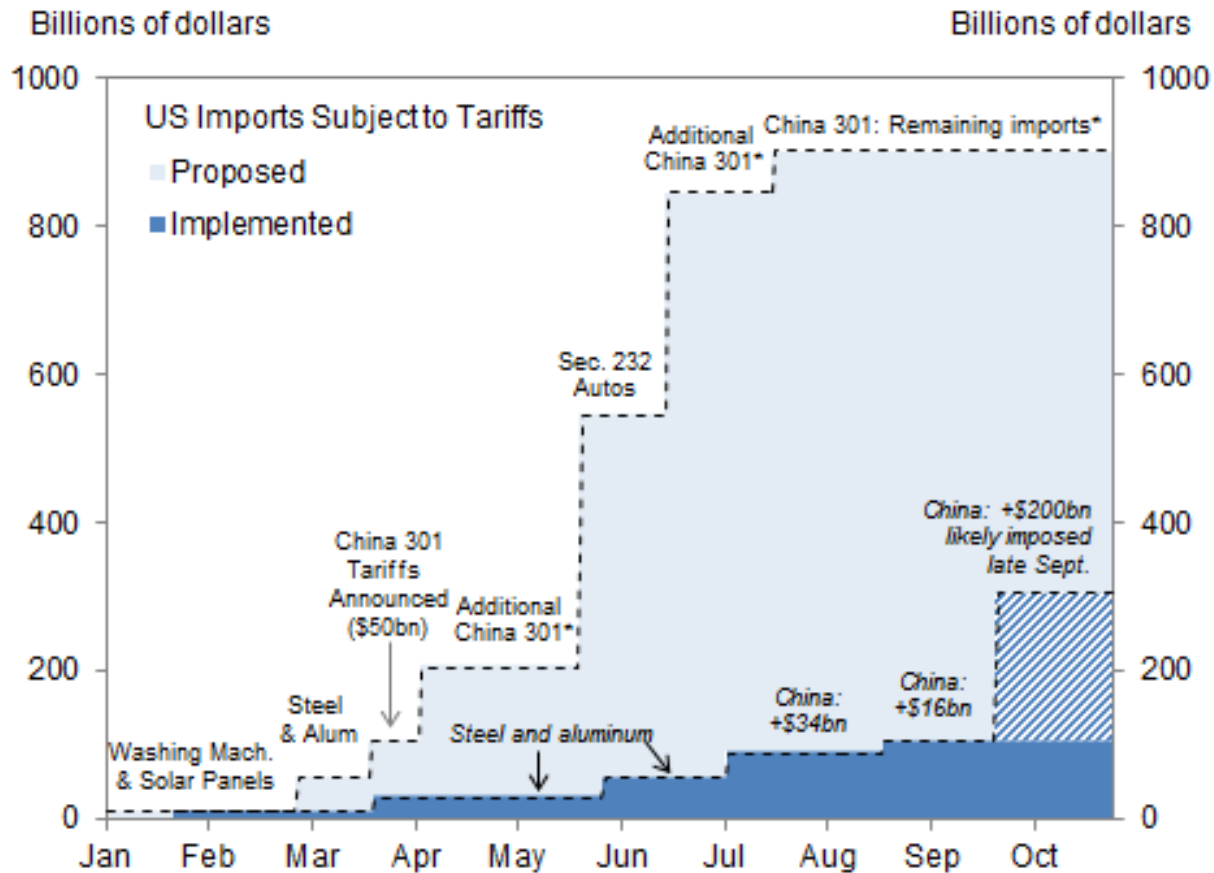 Billions of dollars
Billions of dollars
1000
1000
US Imports Subject to Tariffs
Proposed
Implemented
Additional
China 301*
China 301: Remaining imports*
800
800
600
600
Sec. 232
Autos
400
400
China: +$200bn
likely imposed
late Sept.
China 301
Tariffs
Announced
($50bn)
Additional
China 301*
200
200
Steel
& Alum
Steel and aluminum
China:
+$34bn
China:
+$16bn
Washing Mach.
& Solar Panels
0
0
Jan Feb Mar Apr May Jun Jul Aug Sep Oct